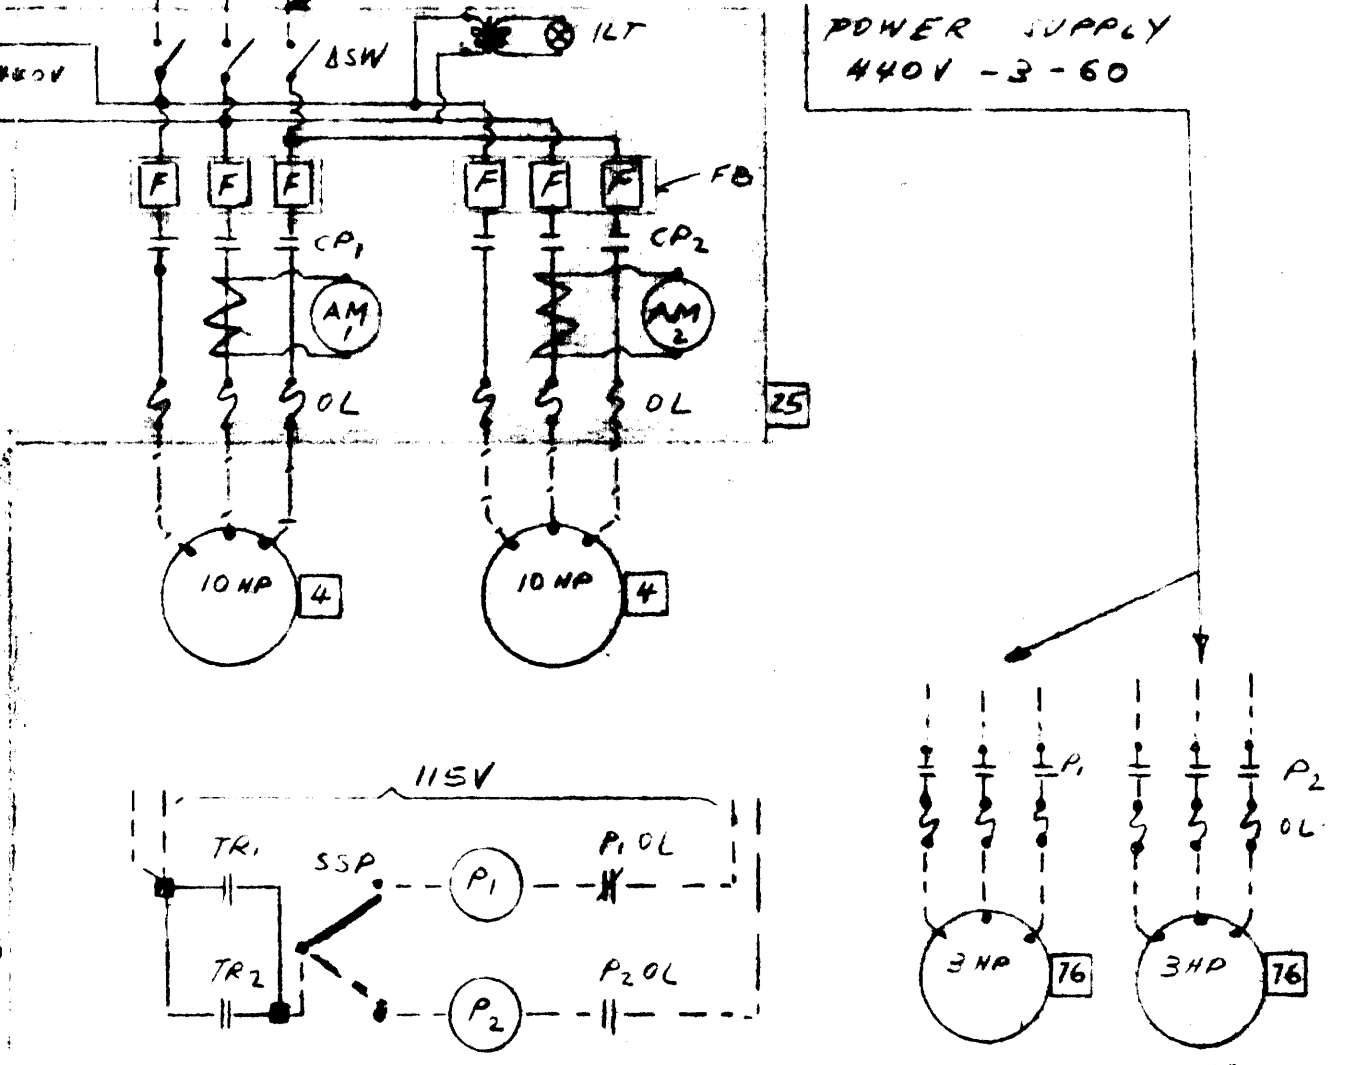 POWER SUPPLY
440V - 3 - 60
440V
ΔSW
ILT
F F F
F F F
FB
CP1
CP2
AM
1
AM
2
OL
OL
25
10 HP
4
10 HP
4
115V
TR1
SSP
P1
P1 OL
TR2
P2
P2 OL
P1
P2
OL
3 HP
76
3 HP
76